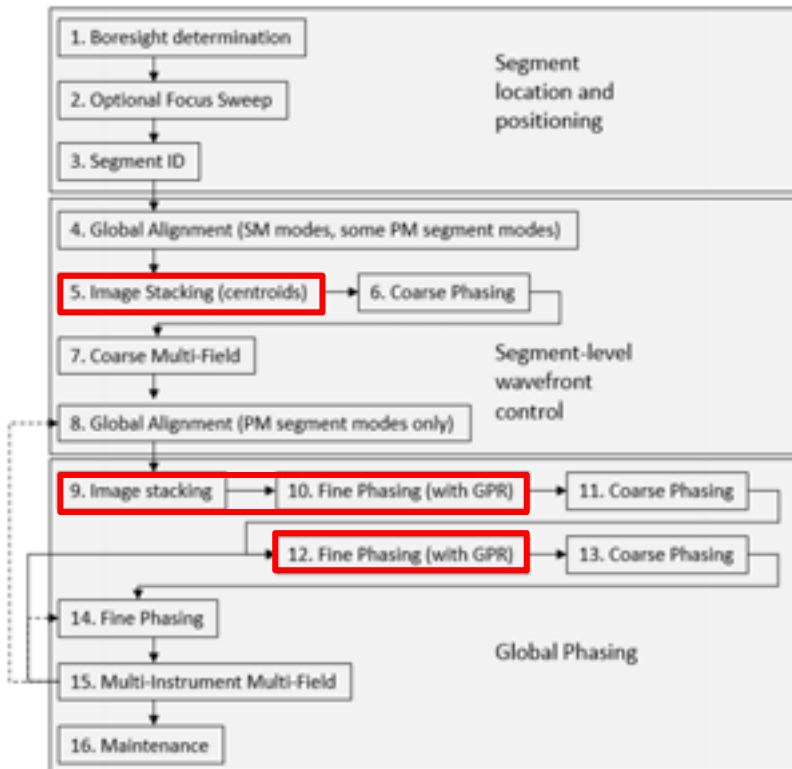 1. Boresight determination
2. Optional Focus Sweep
3. Segment ID
Segment
location and
positioning
4. Global Alignment (SM modes, some PM segment modes)
5. Image Stacking (centroids)
6. Coarse Phasing
7. Coarse Multi-Field
8. Global Alignment (PM segment modes only)
Segment-level
wavefront
control
9. Image stacking
10. Fine Phasing (with GPR)
11. Coarse Phasing
12. Fine Phasing (with GPR)
13. Coarse Phasing
14. Fine Phasing
15. Multi-Instrument Multi-Field
16. Maintenance
Global Phasing